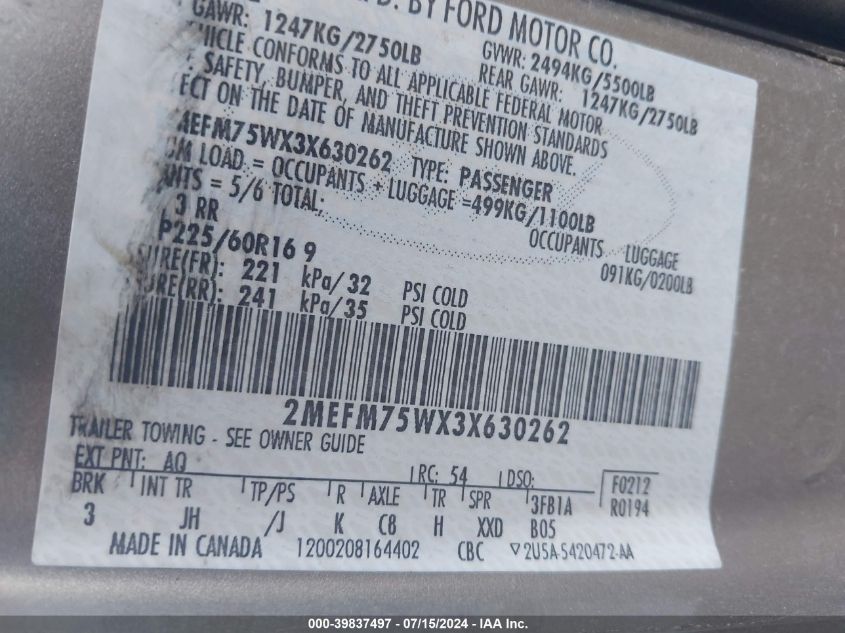 D. BY FORD MOTOR CO.
GAWR: 1247KG/2750LB GVWR: 2494KG/5500LB
REAR GAWR: 1247KG/2750LB
HICLE CONFORMS TO ALL APPLICABLE FEDERAL MOTOR
SAFETY, BUMPER, AND THEFT PREVENTION STANDARDS
ECT ON THE DATE OF MANUFACTURE SHOWN ABOVE.
MEFM75WX3X630262 TYPE: PASSENGER
UM LOAD = OCCUPANTS + LUGGAGE =499KG/1100LB
ANTS = 5/6 TOTAL; OCCUPANTS LUGGAGE
3 RR 091KG/0200LB
P225/60R16 9
SURE(FR): 221 kPa/32 PSI COLD
URE(RR): 241 kPa/35 PSI COLD
2MEFM75WX3X630262
TRAILER TOWING - SEE OWNER GUIDE
EXT PNT: AQ RC: 54 DSO: F0212
BRK INT TR TP/PS R AXLE TR SPR 3FB1A R0194
3 JH /J K C8 H XXD B05
MADE IN CANADA 1200208164402 CBC ▽2U5A-5420472-AA
000-39837497 - 07/15/2024 - IAA Inc.